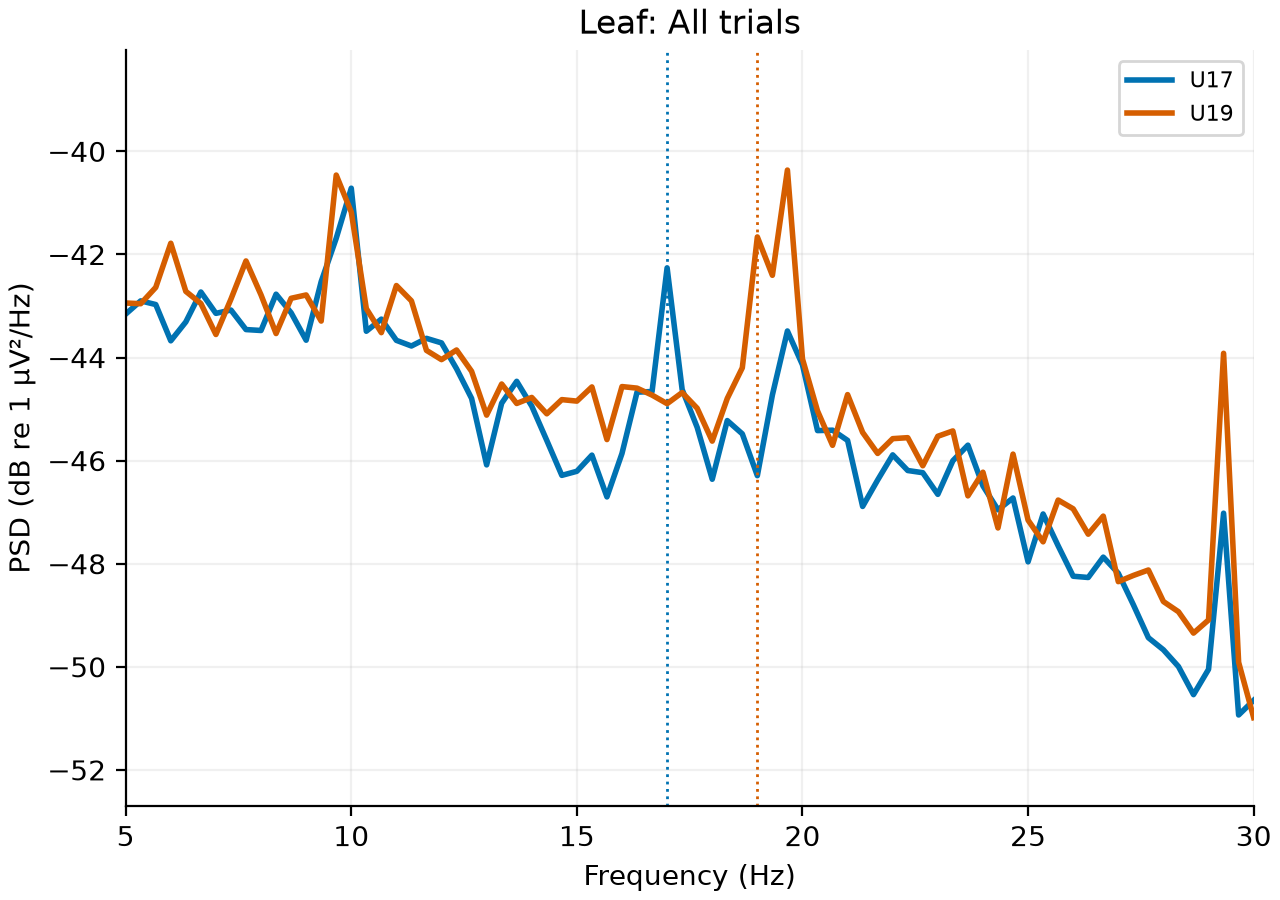 Leaf: All trials
U17
U19
PSD (dB re 1 μV²/Hz)
−40
−42
−44
−46
−48
−50
−52
5
10
15
20
25
30
Frequency (Hz)